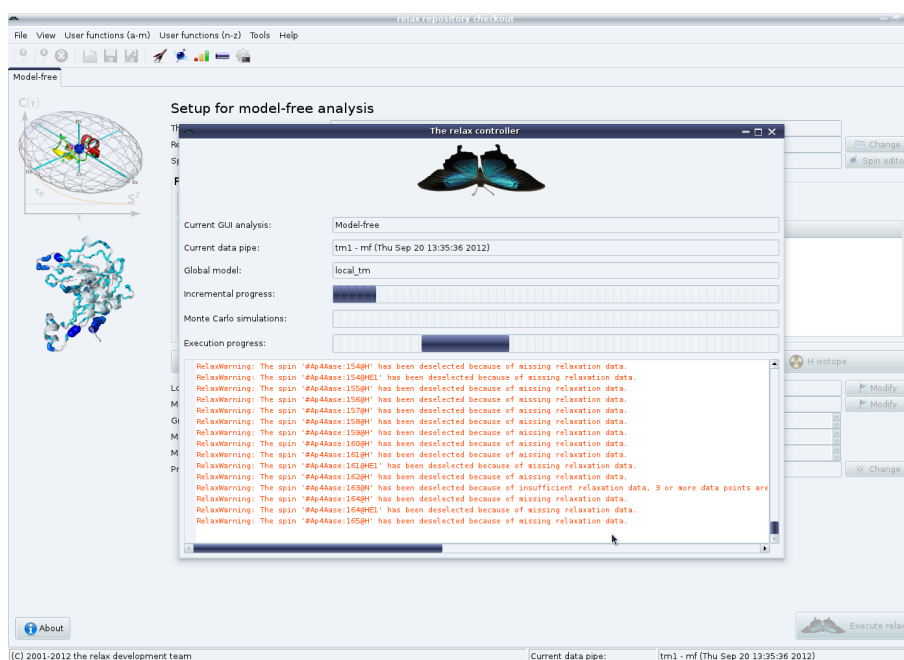 relax repository checkout
File View User functions (a-m) User functions (n-z) Tools Help
Model-free
C(τ)
τe
S²
τ
Setup for model-free analysis
The relax controller
Change
Spin edito
Current GUI analysis: Model-free
Current data pipe: tm1 - mf (Thu Sep 20 13:35:36 2012)
Global model: local_tm
Incremental progress:
Monte Carlo simulations:
Execution progress:
H isotope
RelaxWarning: The spin '#Ap4Aase:154@H' has been deselected because of missing relaxation data.
RelaxWarning: The spin '#Ap4Aase:154@HE1' has been deselected because of missing relaxation data.
RelaxWarning: The spin '#Ap4Aase:155@H' has been deselected because of missing relaxation data.
RelaxWarning: The spin '#Ap4Aase:156@H' has been deselected because of missing relaxation data.
RelaxWarning: The spin '#Ap4Aase:157@H' has been deselected because of missing relaxation data.
RelaxWarning: The spin '#Ap4Aase:158@H' has been deselected because of missing relaxation data.
RelaxWarning: The spin '#Ap4Aase:159@H' has been deselected because of missing relaxation data.
RelaxWarning: The spin '#Ap4Aase:160@H' has been deselected because of missing relaxation data.
RelaxWarning: The spin '#Ap4Aase:161@H' has been deselected because of missing relaxation data.
RelaxWarning: The spin '#Ap4Aase:161@HE1' has been deselected because of missing relaxation data.
RelaxWarning: The spin '#Ap4Aase:162@H' has been deselected because of missing relaxation data.
RelaxWarning: The spin '#Ap4Aase:163@N' has been deselected because of insufficient relaxation data. 3 or more data points are
RelaxWarning: The spin '#Ap4Aase:164@H' has been deselected because of missing relaxation data.
RelaxWarning: The spin '#Ap4Aase:164@HE1' has been deselected because of missing relaxation data.
RelaxWarning: The spin '#Ap4Aase:165@H' has been deselected because of missing relaxation data.
Modify
Modify
Change
About
Execute relax
(C) 2001-2012 the relax development team
Current data pipe: tm1 - mf (Thu Sep 20 13:35:36 2012)